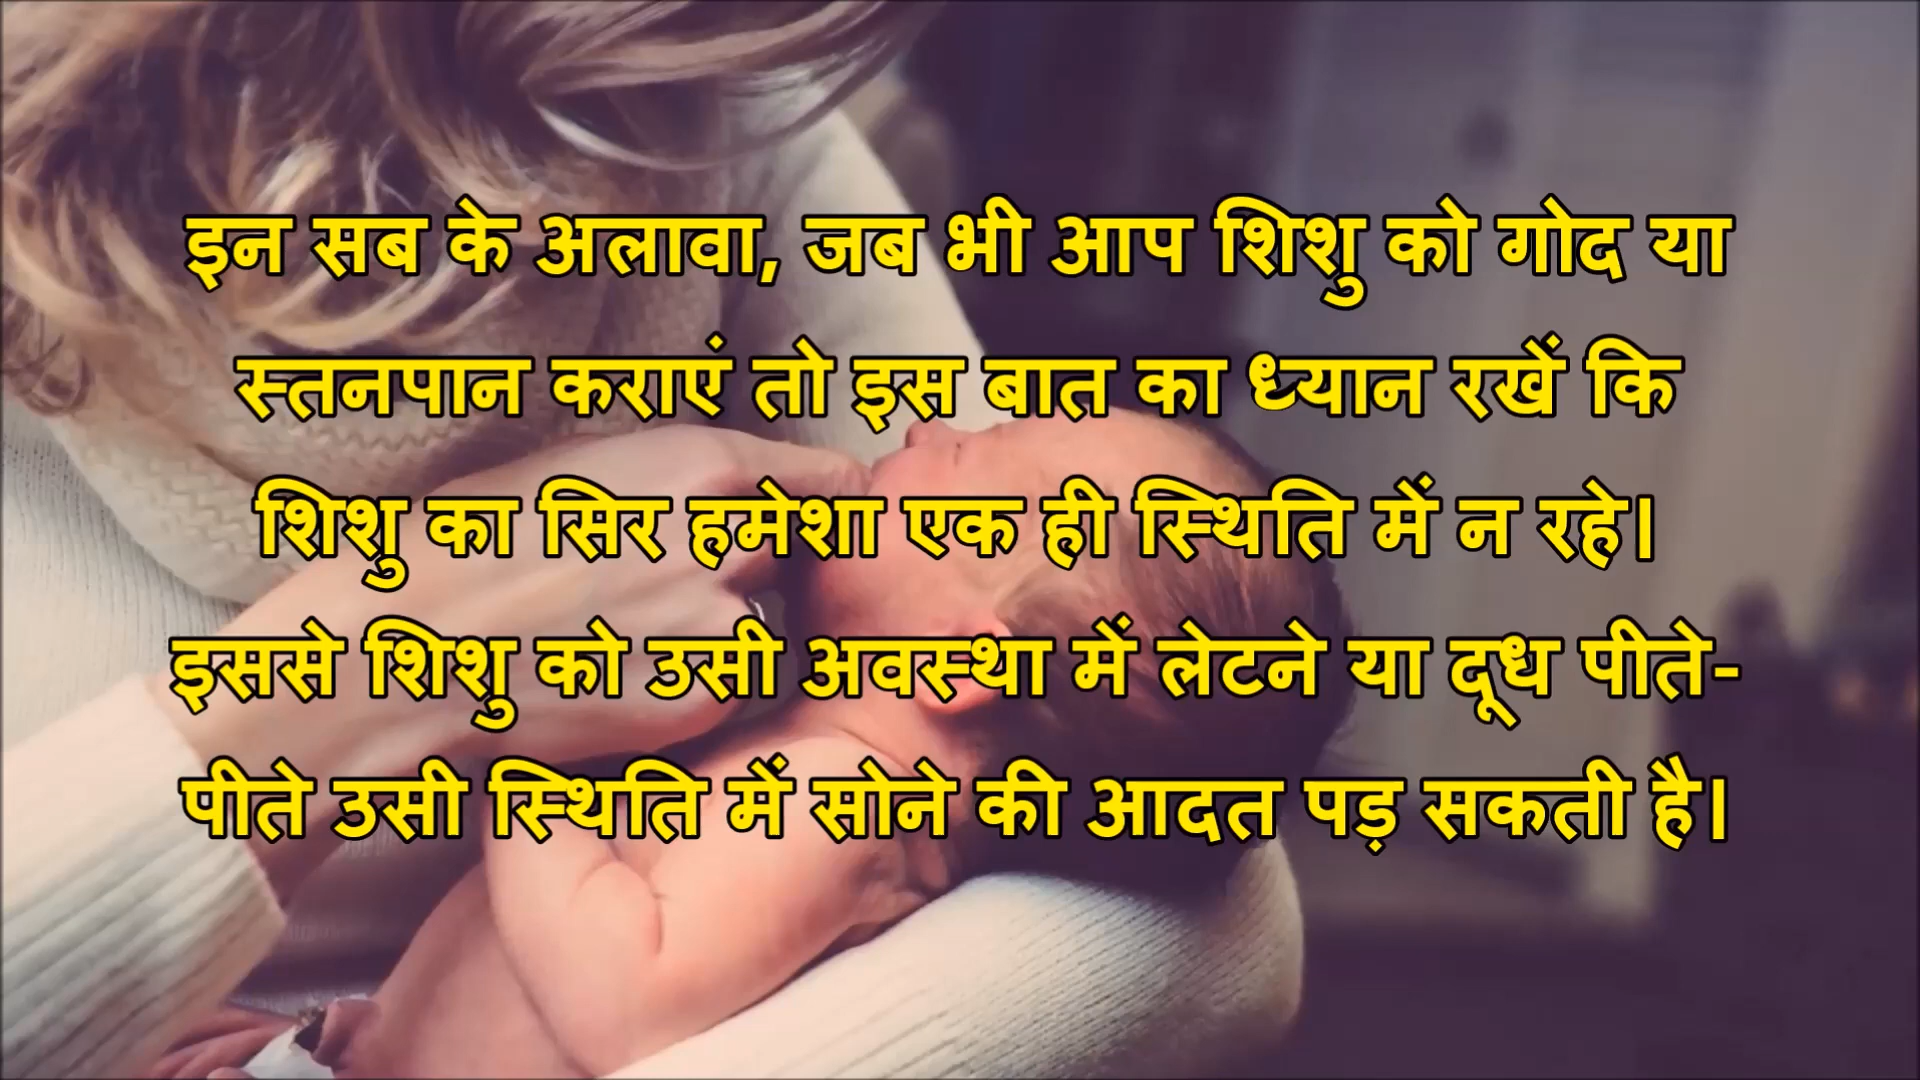 इन सब के अलावा, जब भी आप शिशु को गोद या
स्तनपान कराएं तो इस बात का ध्यान रखें कि
शिशु का सिर हमेशा एक ही स्थिति में न रहे।
इससे शिशु को उसी अवस्था में लेटने या दूध पीते-
पीते उसी स्थिति में सोने की आदत पड़ सकती है।